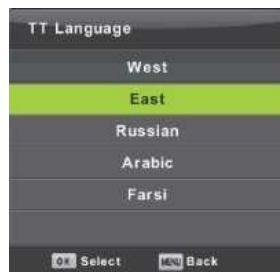 TT Language
West
East
Russian
Arabic
Farsi
OK Select MENU Back